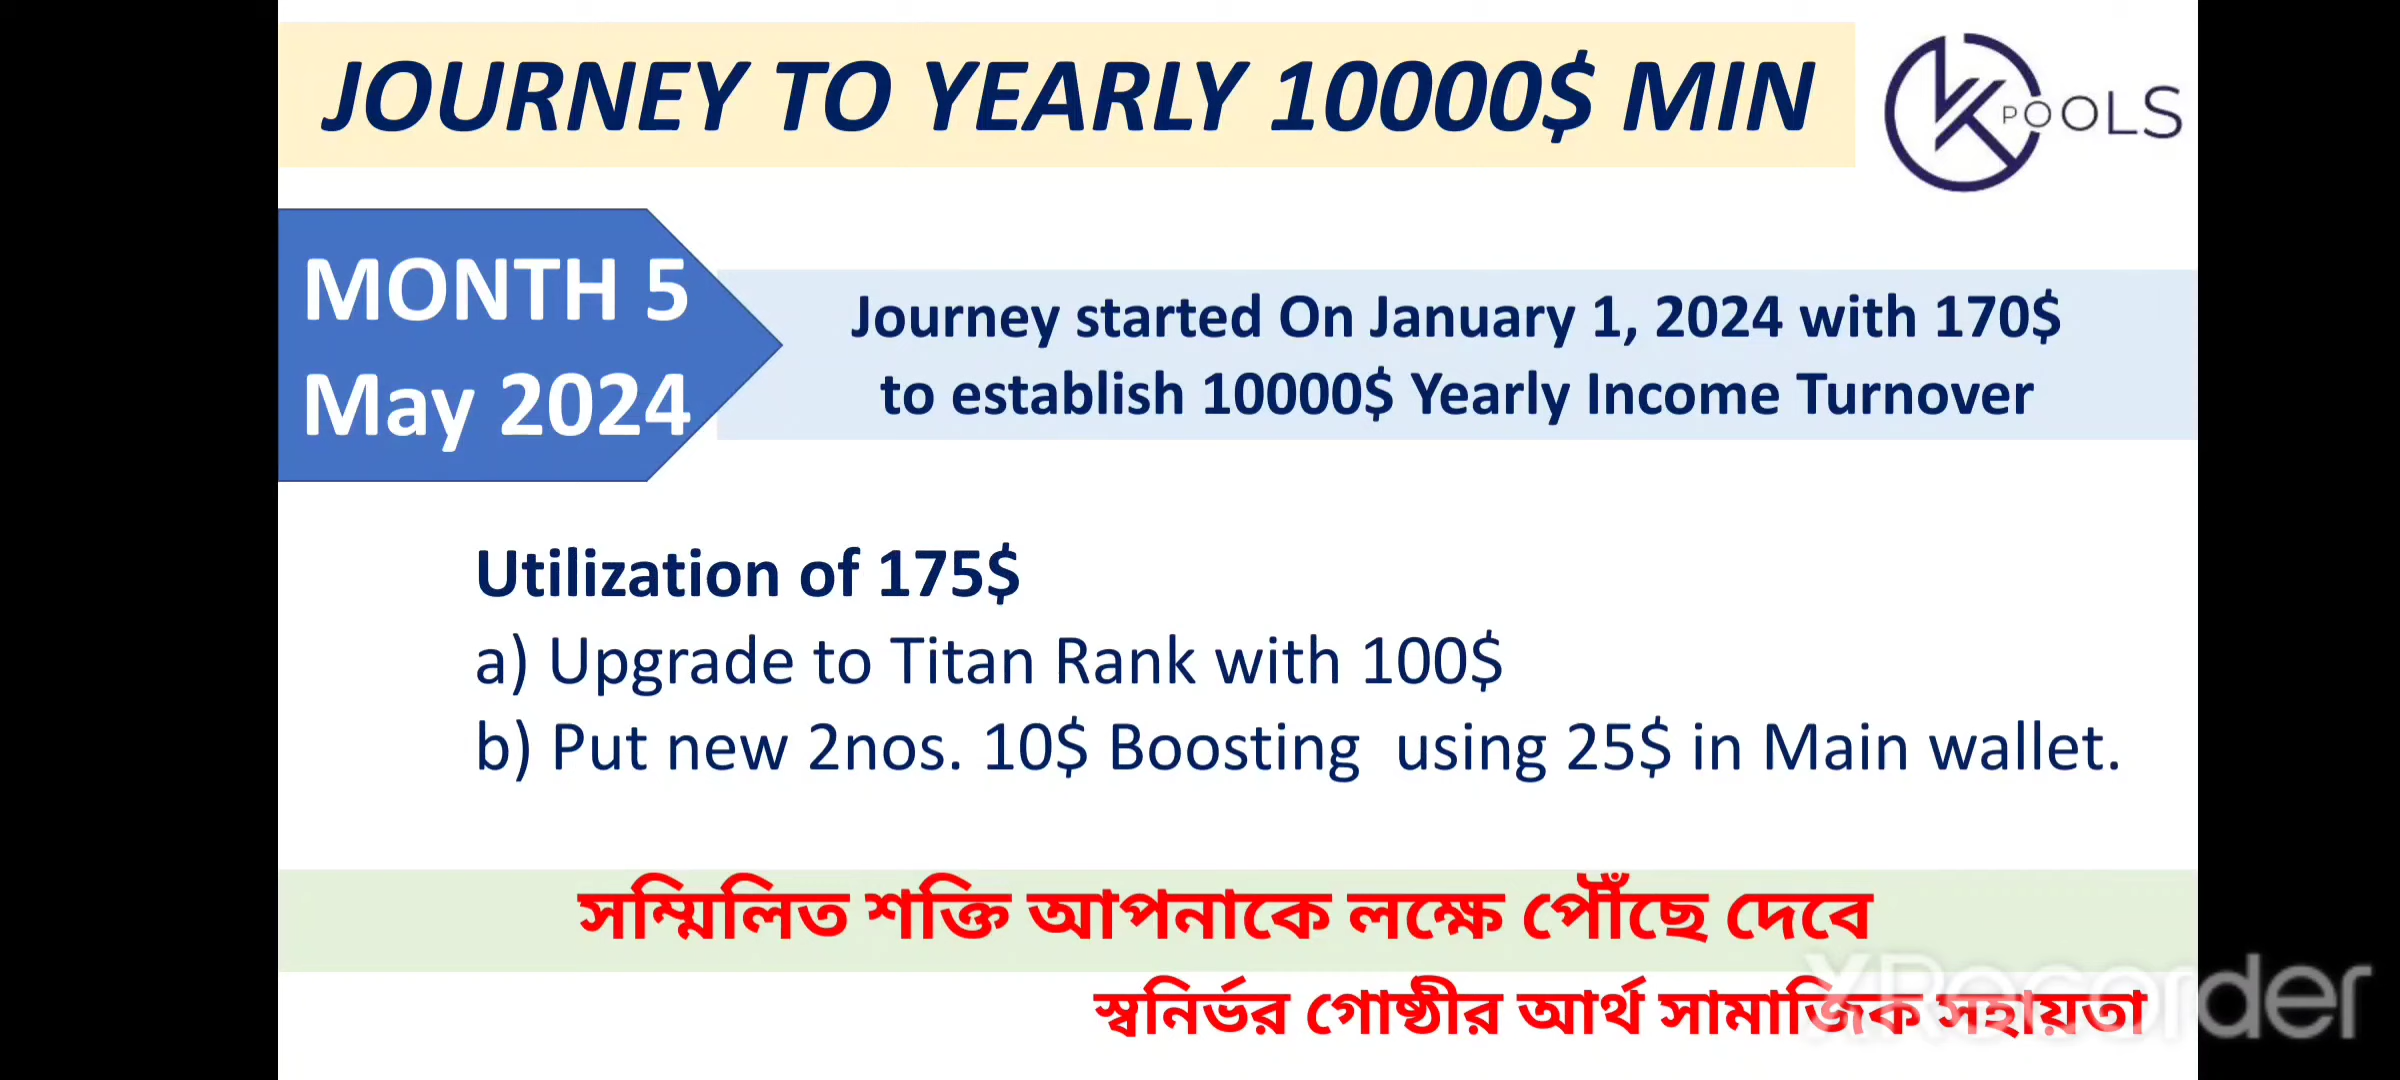 JOURNEY TO YEARLY 10000$ MIN
K POOLS
MONTH 5
May 2024
Journey started On January 1, 2024 with 170$
to establish 10000$ Yearly Income Turnover
Utilization of 175$
a) Upgrade to Titan Rank with 100$
b) Put new 2nos. 10$ Boosting  using 25$ in Main wallet.
সম্মিলিত শক্তি আপনাকে লক্ষে পৌঁছে দেবে
স্বনির্ভর গোষ্ঠীর আর্থ সামাজিক সহায়তা
XRecorder